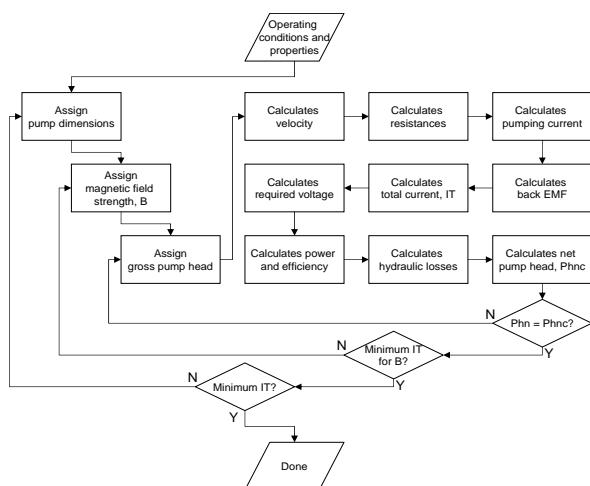 Operating
conditions and
properties
Assign
pump dimensions
Assign
magnetic field
strength, B
Assign
gross pump head
Calculates
velocity
Calculates
resistances
Calculates
pumping current
Calculates
back EMF
Calculates
total current, IT
Calculates
required voltage
Calculates power
and efficiency
Calculates
hydraulic losses
Calculates net
pump head, Phnc
Phn = Phnc?
N
Y
Minimum IT
for B?
N
Y
Minimum IT?
N
Y
Done